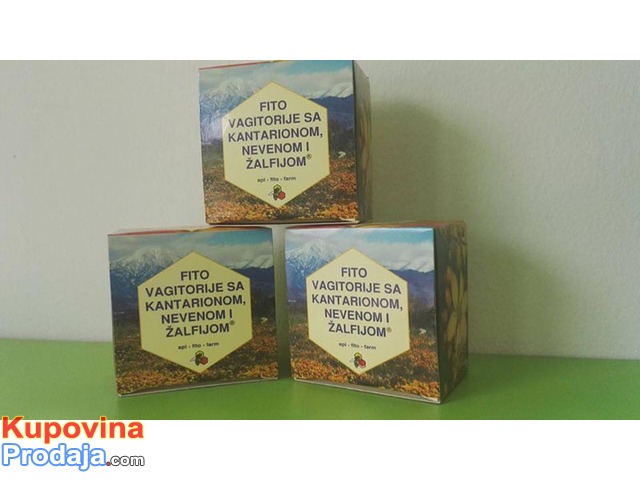 FITO
VAGITORIJE SA
KANTARIONOM,
NEVENOM I
ŽALFIJOM®
api - fito - farm
FITO
VAGITORIJE SA
KANTARIONOM,
NEVENOM I
ŽALFIJOM®
api - fito - farm
FITO
VAGITORIJE SA
KANTARIONOM,
NEVENOM I
ŽALFIJOM®
api - fito - farm
Kupovina
Prodaja.com